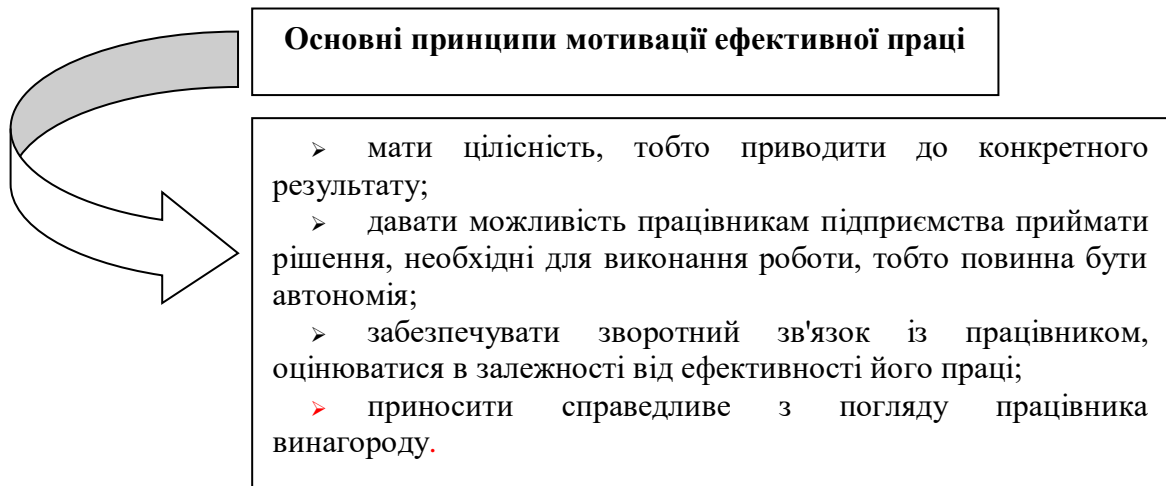 Основні принципи мотивації ефективної праці
➢ мати цілісність, тобто приводити до конкретного
результату;
➢ давати можливість працівникам підприємства приймати
рішення, необхідні для виконання роботи, тобто повинна бути
автономія;
➢ забезпечувати зворотний зв'язок із працівником,
оцінюватися в залежності від ефективності його праці;
➢ приносити справедливе з погляду працівника
винагороду.